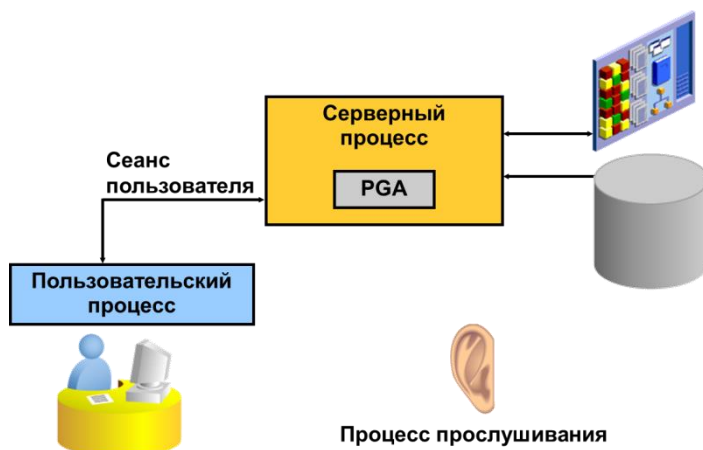 Серверный
процесс
PGA
Сеанс
пользователя
Пользовательский
процесс
Процесс прослушивания